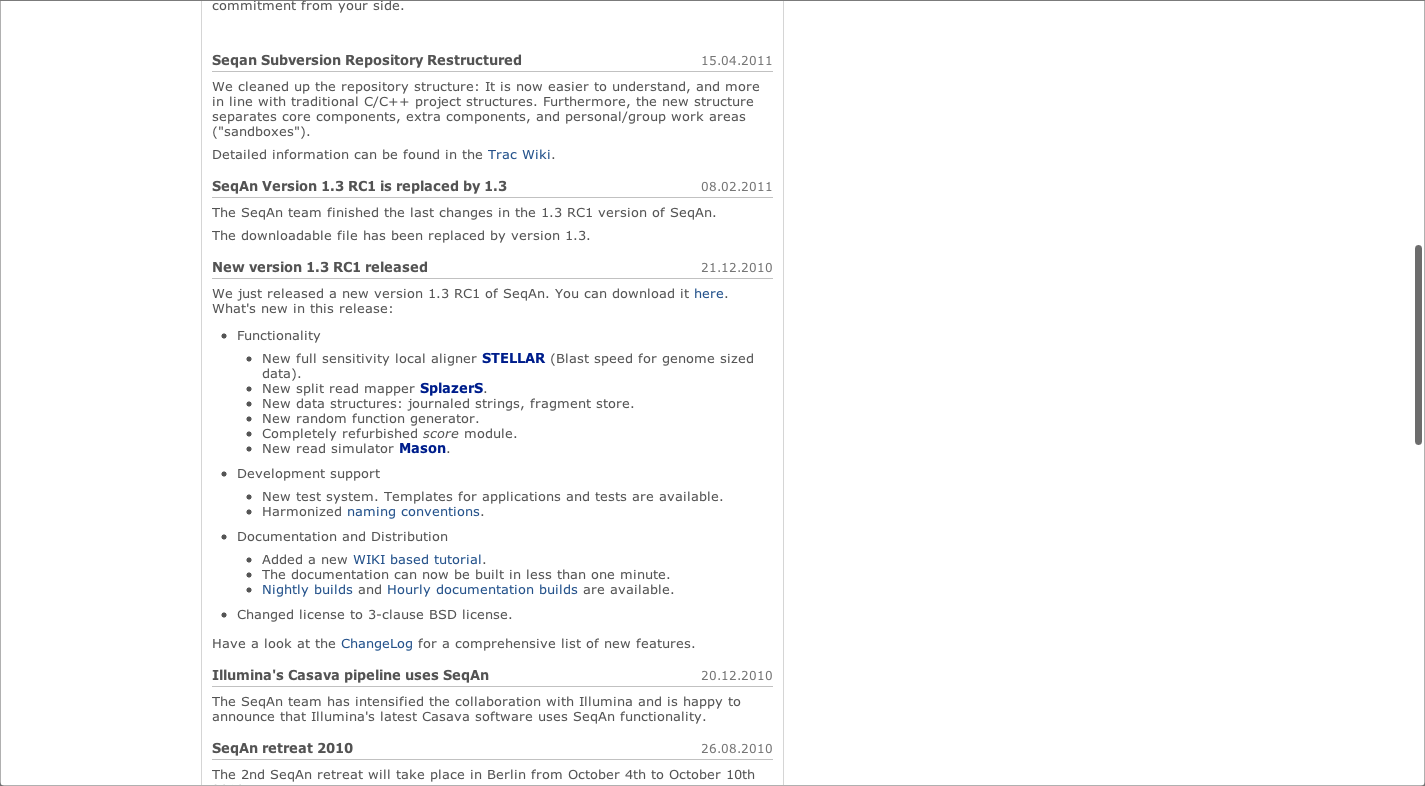 commitment from your side.
Seqan Subversion Repository Restructured 15.04.2011
We cleaned up the repository structure: It is now easier to understand, and more
in line with traditional C/C++ project structures. Furthermore, the new structure
separates core components, extra components, and personal/group work areas
("sandboxes").
Detailed information can be found in the Trac Wiki.
SeqAn Version 1.3 RC1 is replaced by 1.3 08.02.2011
The SeqAn team finished the last changes in the 1.3 RC1 version of SeqAn.
The downloadable file has been replaced by version 1.3.
New version 1.3 RC1 released 21.12.2010
We just released a new version 1.3 RC1 of SeqAn. You can download it here.
What's new in this release:
• Functionality
• New full sensitivity local aligner STELLAR (Blast speed for genome sized
data).
• New split read mapper SplazerS.
• New data structures: journaled strings, fragment store.
• New random function generator.
• Completely refurbished score module.
• New read simulator Mason.
• Development support
• New test system. Templates for applications and tests are available.
• Harmonized naming conventions.
• Documentation and Distribution
• Added a new WIKI based tutorial.
• The documentation can now be built in less than one minute.
• Nightly builds and Hourly documentation builds are available.
• Changed license to 3-clause BSD license.
Have a look at the ChangeLog for a comprehensive list of new features.
Illumina's Casava pipeline uses SeqAn 20.12.2010
The SeqAn team has intensified the collaboration with Illumina and is happy to
announce that Illumina's latest Casava software uses SeqAn functionality.
SeqAn retreat 2010 26.08.2010
The 2nd SeqAn retreat will take place in Berlin from October 4th to October 10th